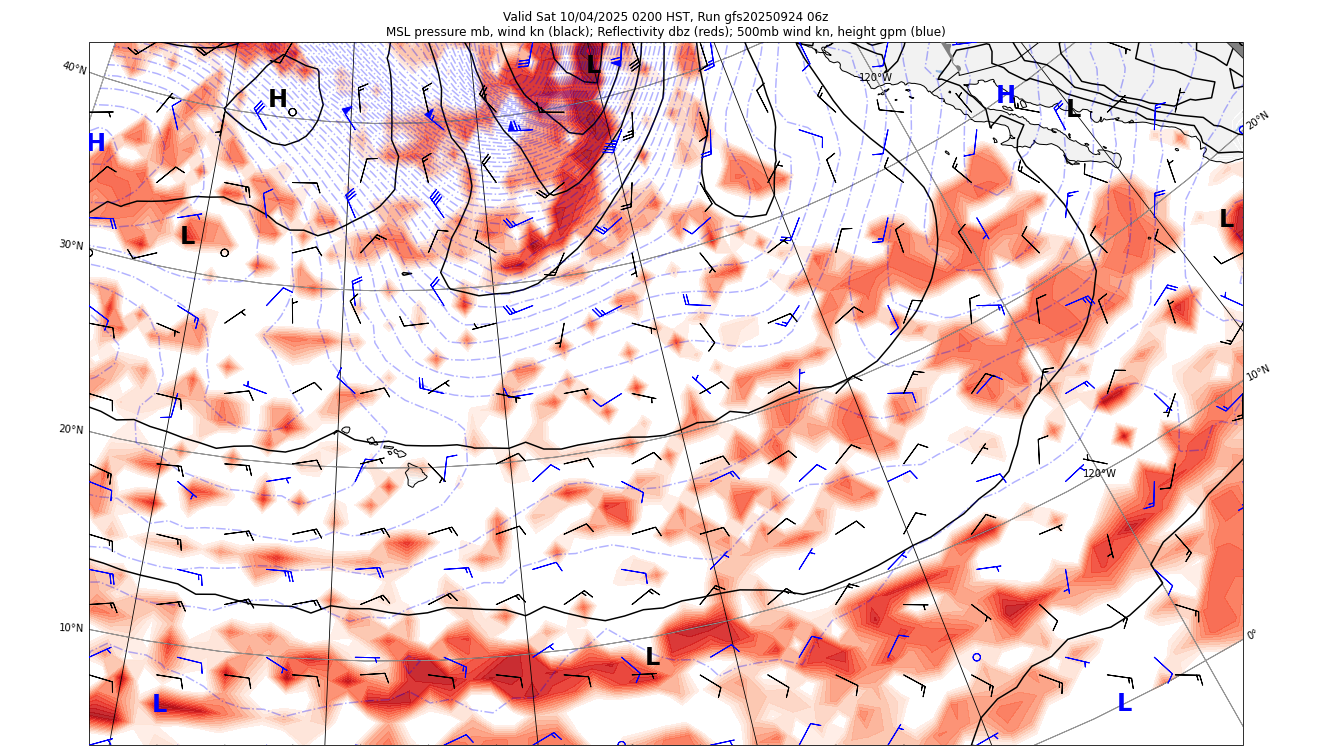 Valid Sat 10/04/2025 0200 HST, Run gfs20250924 06z
MSL pressure mb, wind kn (black); Reflectivity dbz (reds); 500mb wind kn, height gpm (blue)
L
40°N
120°W
H
H
L
20°N
H
L
L
30°N
10°N
20°N
120°W
10°N
0°
L
L
L